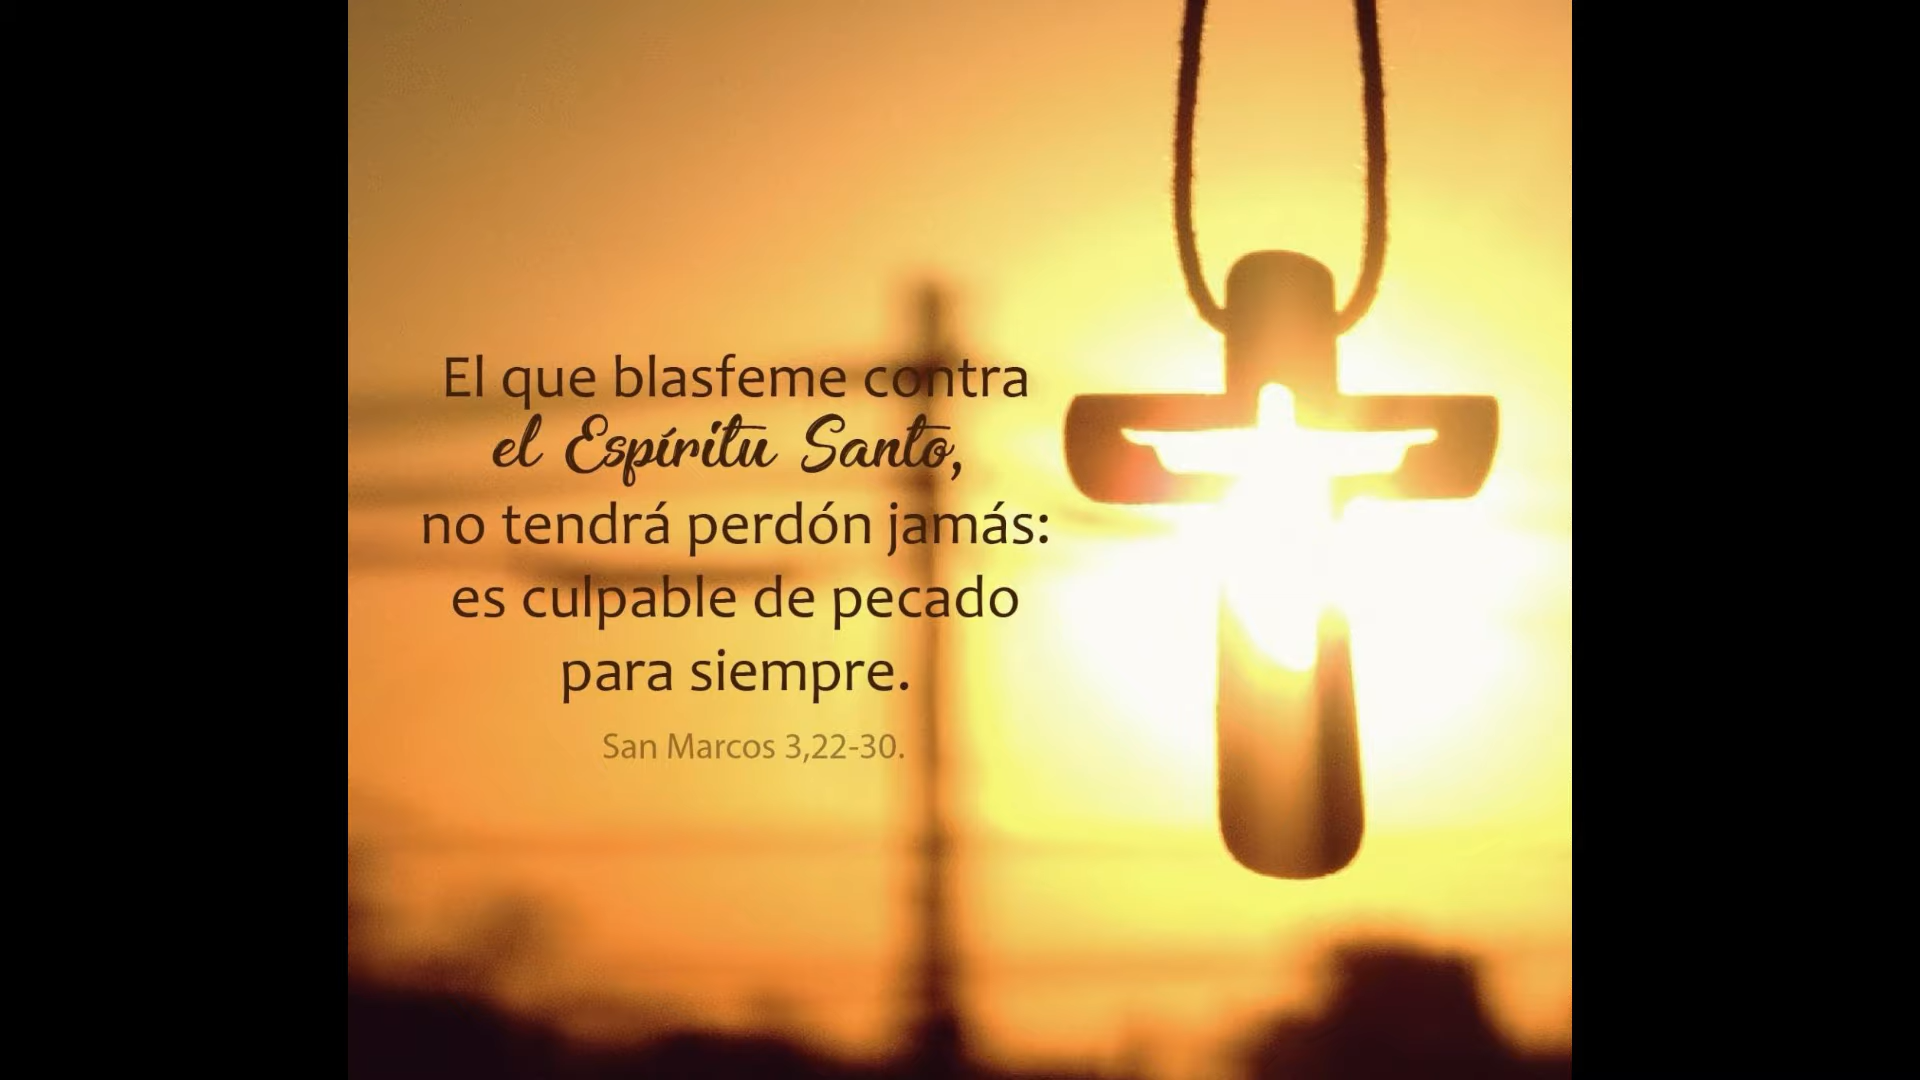 El que blasfeme contra
el Espíritu Santo,
no tendrá perdón jamás:
es culpable de pecado
para siempre.
San Marcos 3,22-30.